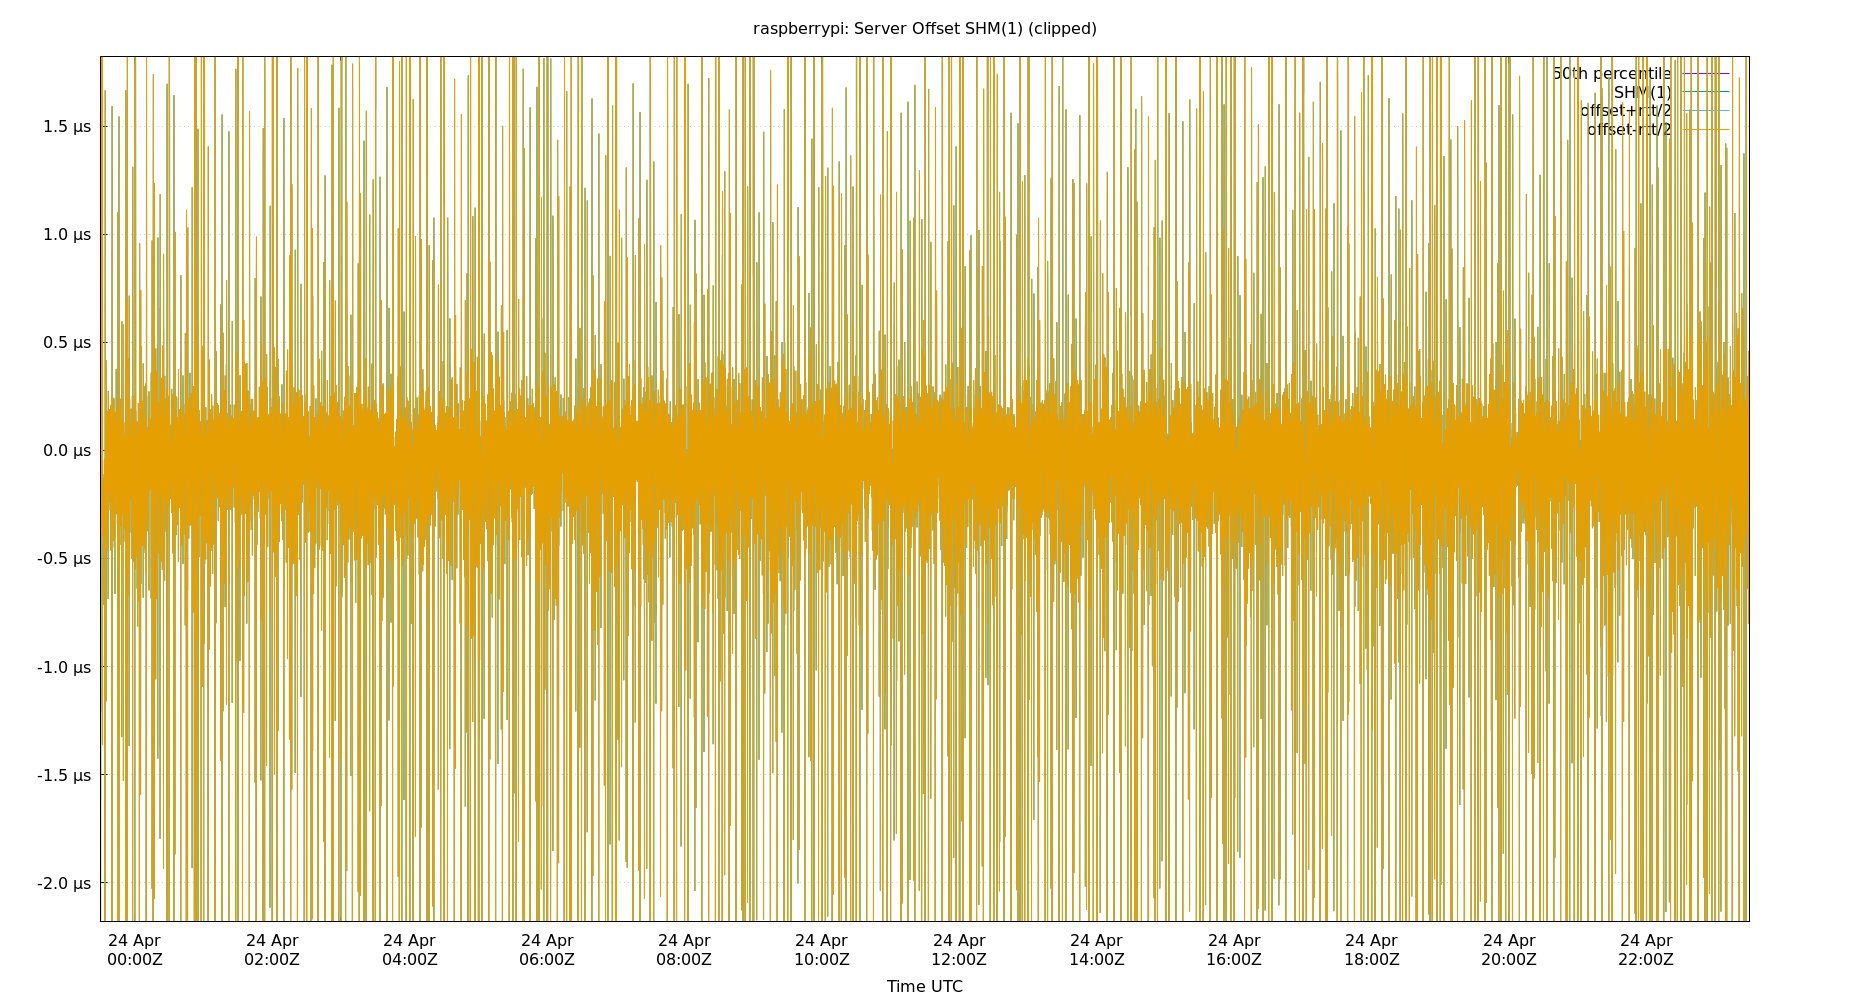 raspberrypi: Server Offset SHM(1) (clipped)
50th percentile
SHM(1)
offset+rtt/2
offset-rtt/2
1.5 µs
1.0 µs
0.5 µs
0.0 µs
-0.5 µs
-1.0 µs
-1.5 µs
-2.0 µs
24 Apr 24 Apr 24 Apr 24 Apr 24 Apr 24 Apr 24 Apr 24 Apr 24 Apr 24 Apr 24 Apr 24 Apr
00:00Z 02:00Z 04:00Z 06:00Z 08:00Z 10:00Z 12:00Z 14:00Z 16:00Z 18:00Z 20:00Z 22:00Z
Time UTC